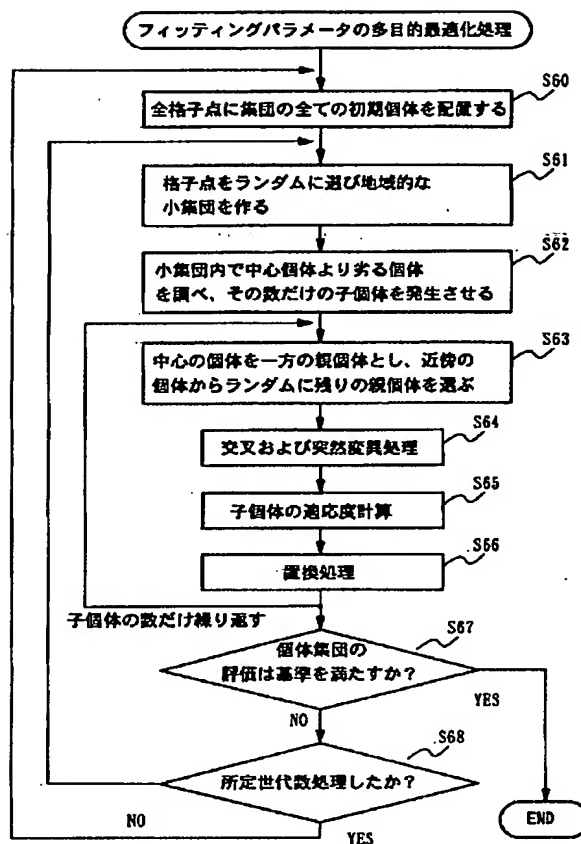 フィッティングパラメータの多目的最適化処理
S60
全格子点に集団の全ての初期個体を配置する
S61
格子点をランダムに選び地域的な
小集団を作る
S62
小集団内で中心個体より劣る個体
を調べ、その数だけの子個体を発生させる
S63
中心の個体を一方の親個体とし、近傍の
個体からランダムに残りの親個体を選ぶ
S64
交叉および突然変異処理
S65
子個体の適応度計算
S66
置換処理
子個体の数だけ繰り返す
S67
個体集団の
評価は基準を満たすか?
YES
NO
S68
所定世代数処理したか?
NO
YES
END